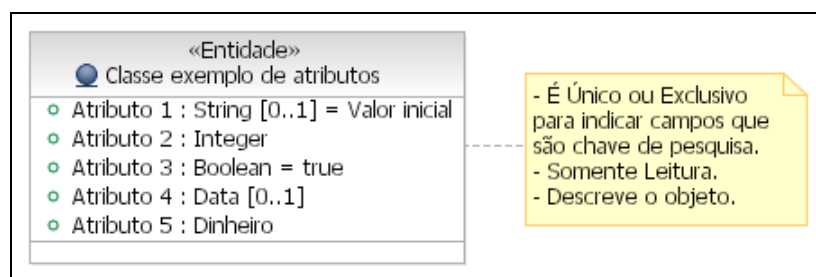 «Entidade»
Classe exemplo de atributos
Atributo 1 : String [0..1] = Valor inicial
Atributo 2 : Integer
Atributo 3 : Boolean = true
Atributo 4 : Data [0..1]
Atributo 5 : Dinheiro
- É Único ou Exclusivo
para indicar campos que
são chave de pesquisa.
- Somente Leitura.
- Descreve o objeto.